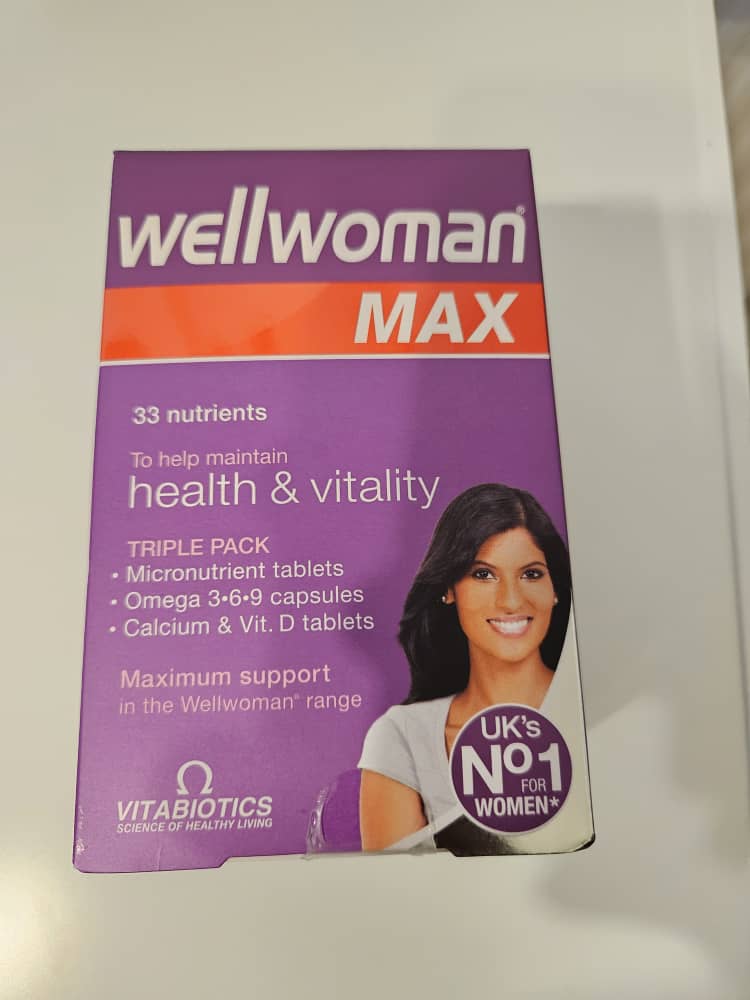 wellwoman®
MAX
33 nutrients
To help maintain
health & vitality
TRIPLE PACK
• Micronutrient tablets
• Omega 3•6•9 capsules
• Calcium & Vit. D tablets
Maximum support
in the Wellwoman® range
UK's
No1
FOR
WOMEN*
VITABIOTICS
SCIENCE OF HEALTHY LIVING